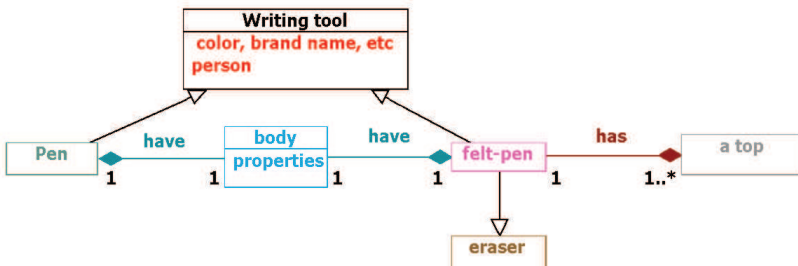 Writing tool
color, brand name, etc
person
have
body
have
has
a top
Pen
properties
felt-pen
1
1
1
1
1
1..*
eraser